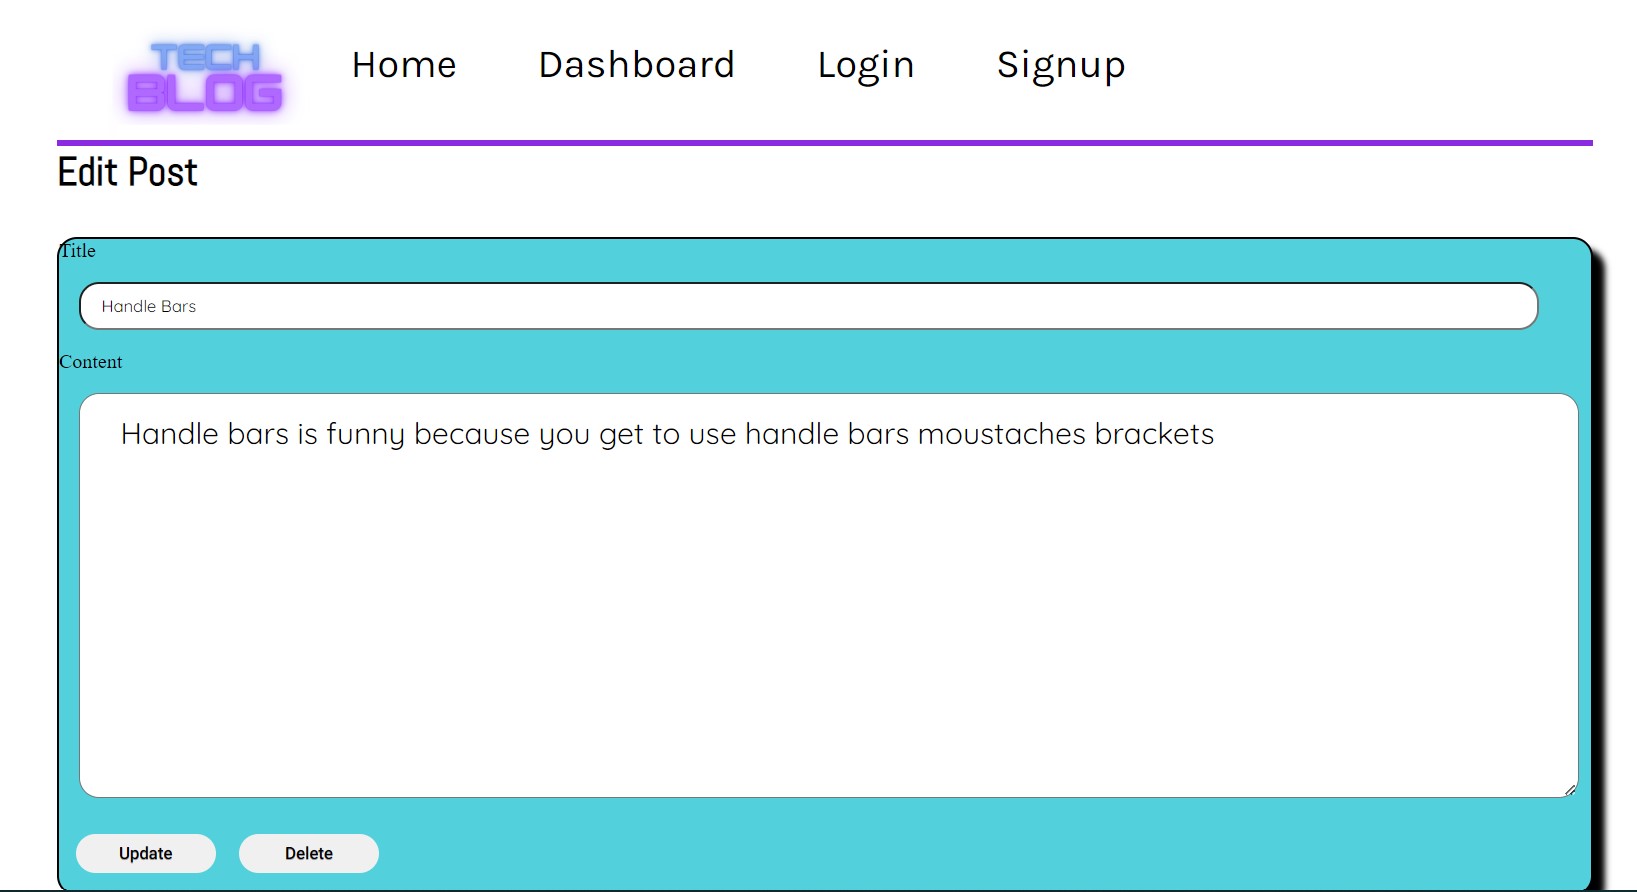 TECH
BLOG
Home Dashboard Login Signup
Edit Post
Title
Handle Bars
Content
Handle bars is funny because you get to use handle bars moustaches brackets
Update Delete